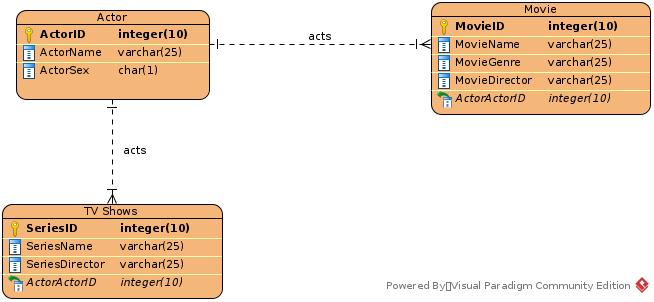 Actor
ActorID integer(10)
ActorName varchar(25)
ActorSex char(1)
acts
Movie
MovieID integer(10)
MovieName varchar(25)
MovieGenre varchar(25)
MovieDirector varchar(25)
ActorActorID integer(10)
acts
TV Shows
SeriesID integer(10)
SeriesName varchar(25)
SeriesDirector varchar(25)
ActorActorID integer(10)
Powered By▯Visual Paradigm Community Edition